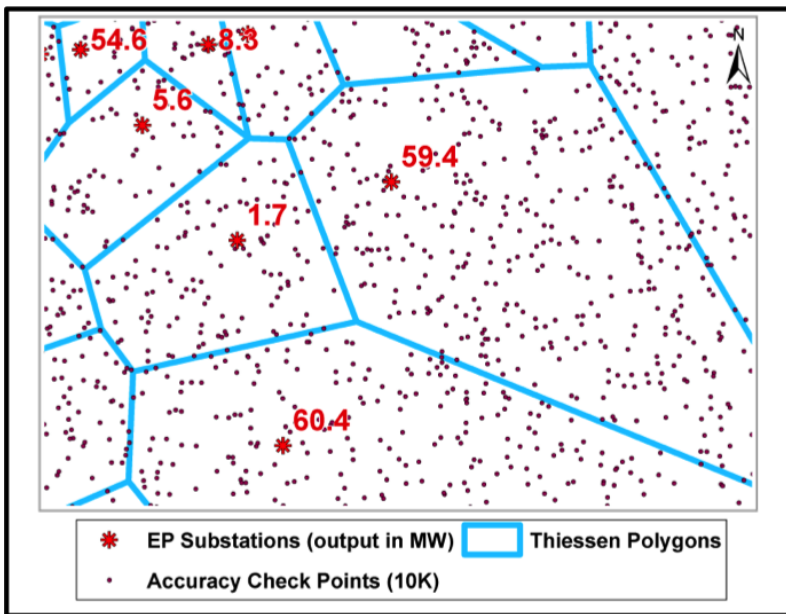 54.6
8.3
N
5.6
59.4
1.7
60.4
EP Substations (output in MW)
Thiessen Polygons
Accuracy Check Points (10K)